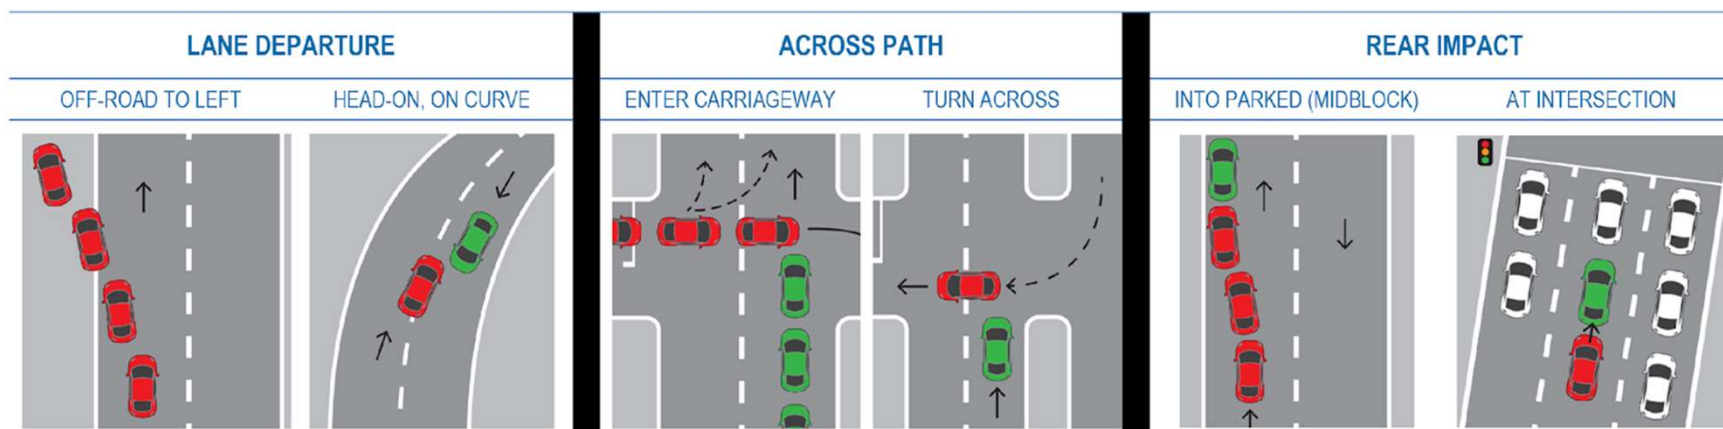 LANE DEPARTURE
ACROSS PATH
REAR IMPACT
OFF-ROAD TO LEFT
HEAD-ON, ON CURVE
ENTER CARRIAGEWAY
TURN ACROSS
INTO PARKED (MIDBLOCK)
AT INTERSECTION